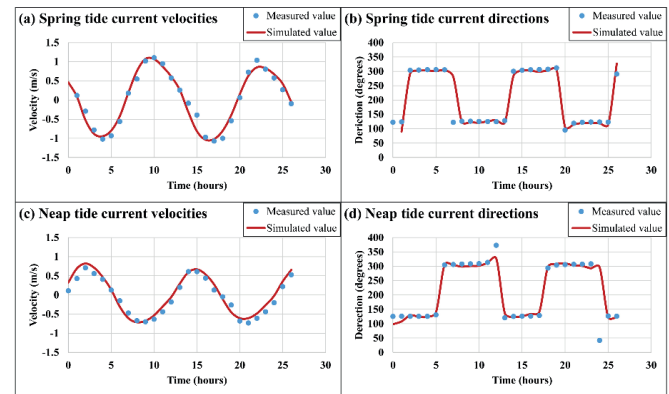 (a) Spring tide current velocities
Measured value
Simulated value
Velocity (m/s)
1.5
1
0.5
0
-0.5
-1
-1.5
0 5 10 15 20 25 30
Time (hours)
(b) Spring tide current directions
Measured value
Simulated value
Deriction (degrees)
400
350
300
250
200
150
100
50
0
0 5 10 15 20 25 30
Time (hours)
(c) Neap tide current velocities
Measured value
Simulated value
Velocity (m/s)
1.5
1
0.5
0
-0.5
-1
-1.5
0 5 10 15 20 25 30
Time (hours)
(d) Neap tide current directions
Measured value
Simulated value
Derection (degrees)
400
350
300
250
200
150
100
50
0
0 5 10 15 20 25 30
Time (hours)